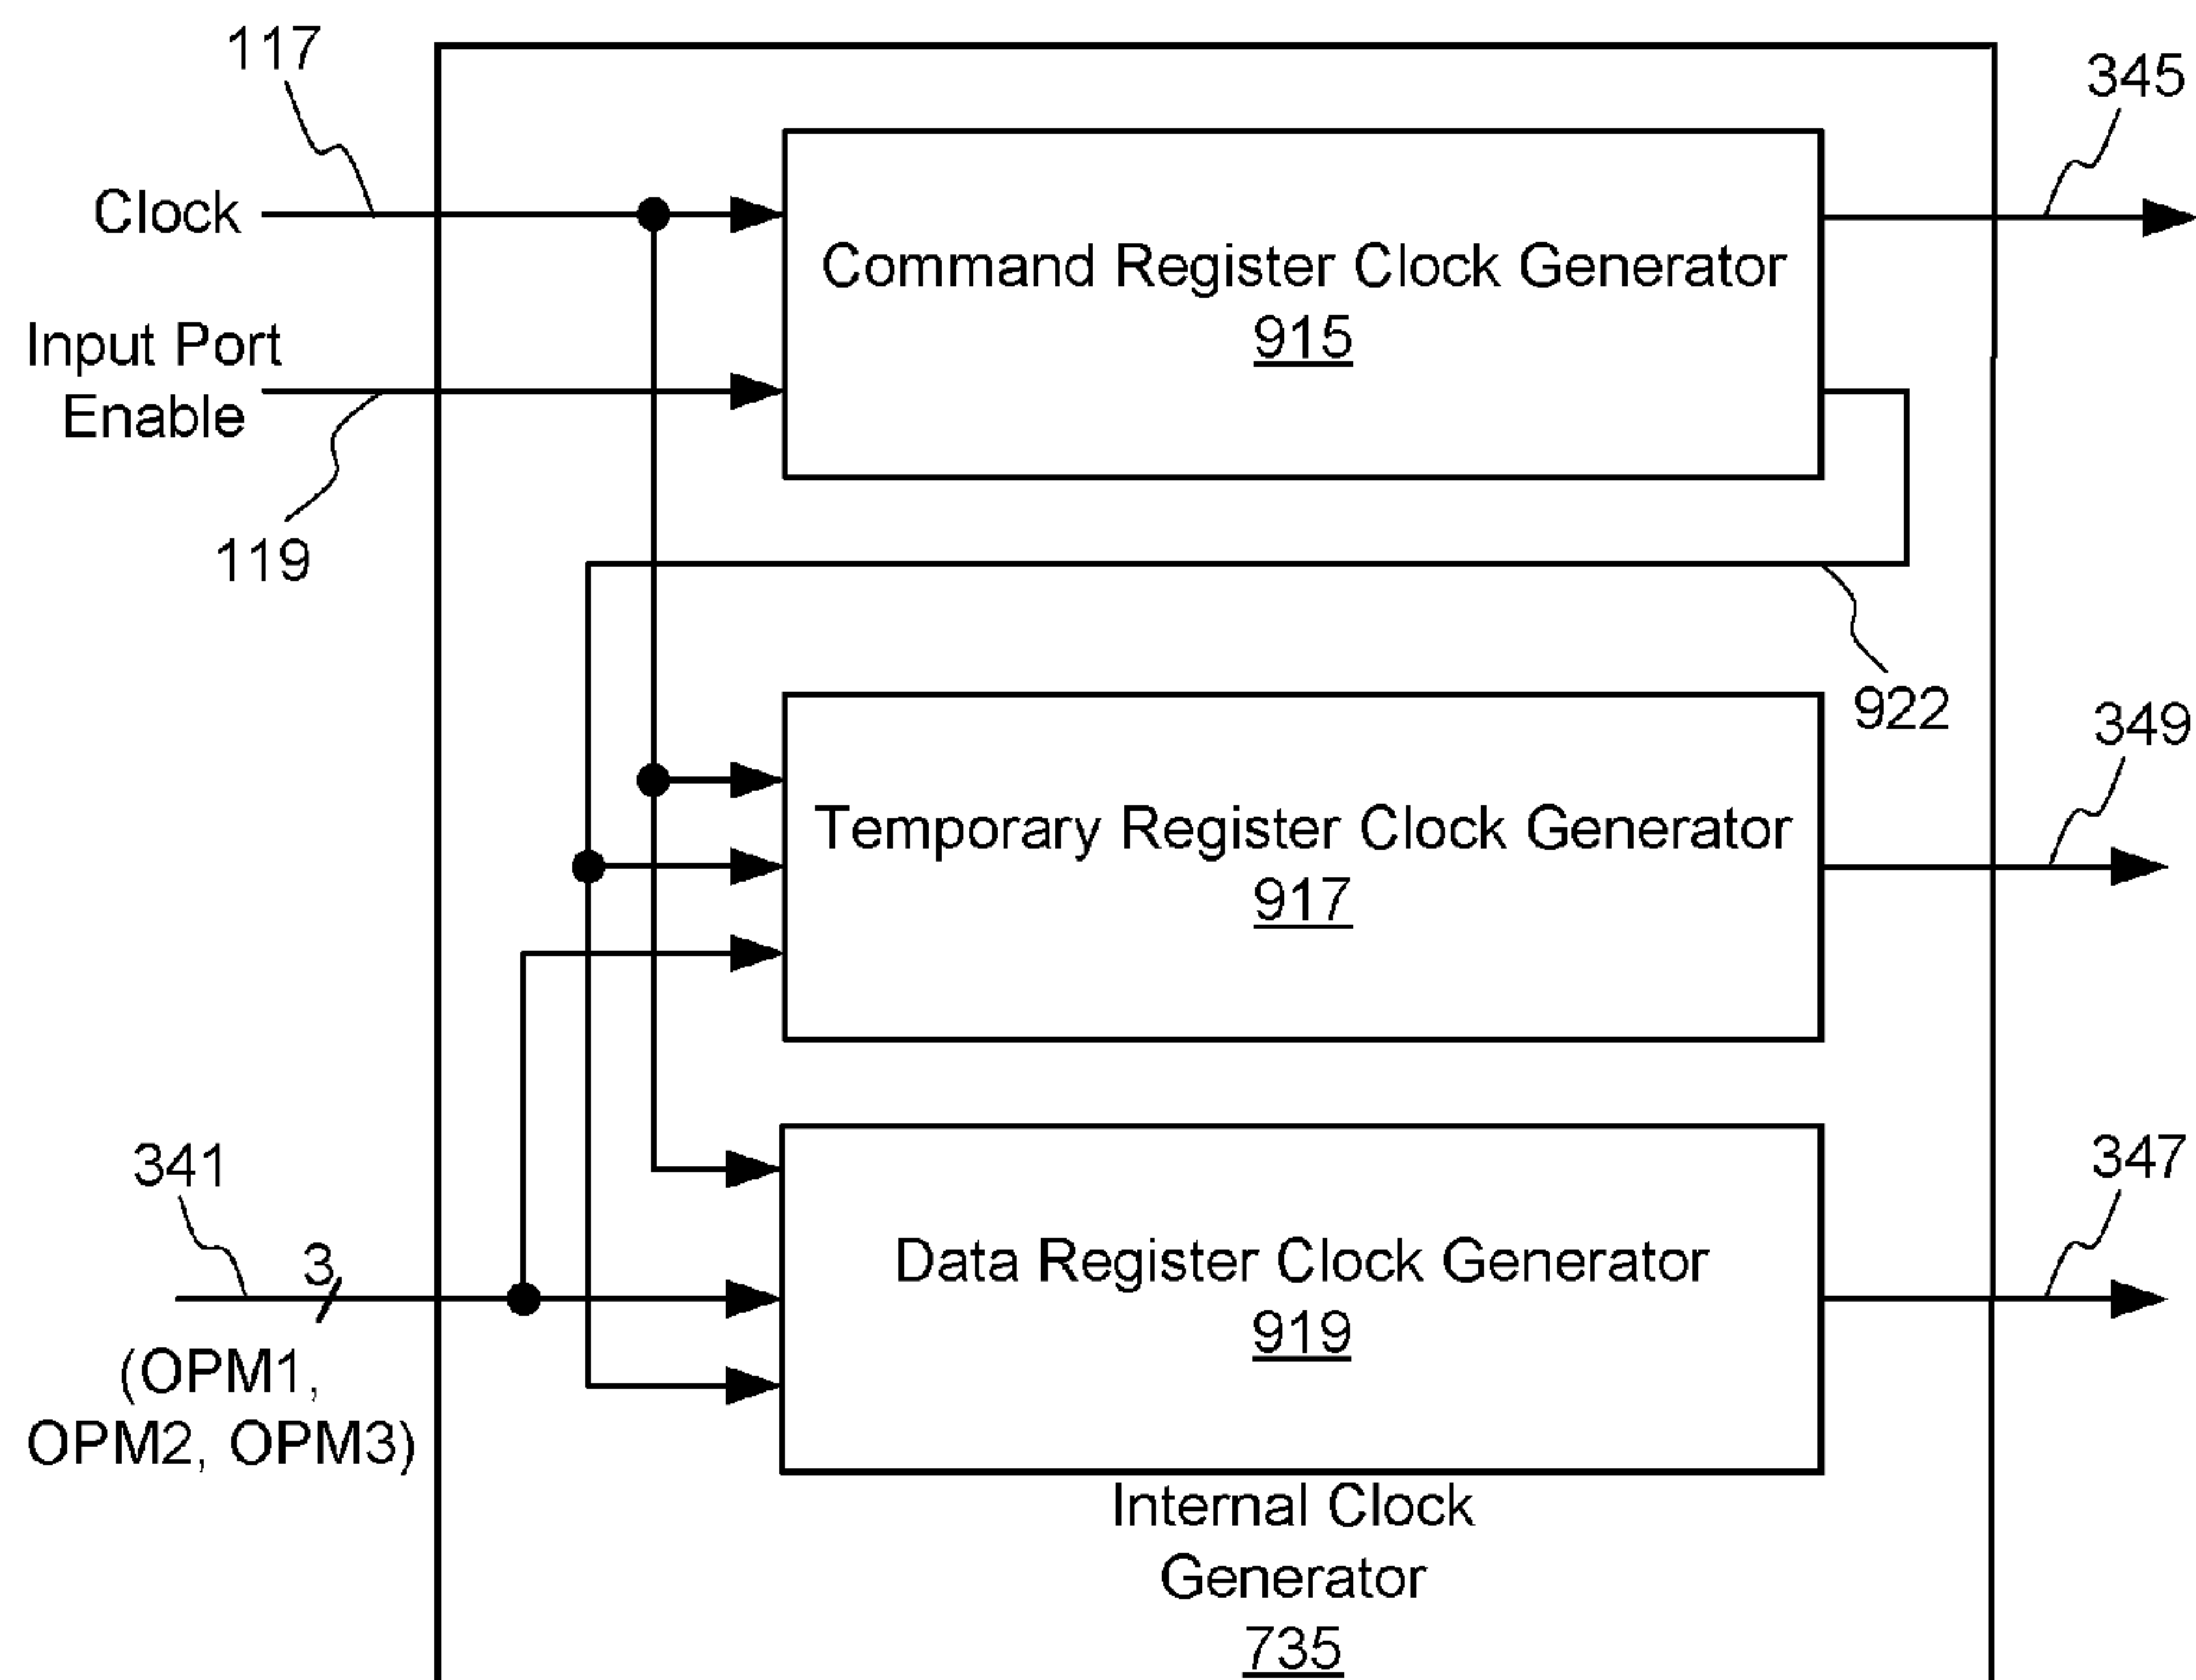 117
345
Clock
Command Register Clock Generator
915
Input Port
Enable
119
922
349
Temporary Register Clock Generator
917
341
347
3
Data Register Clock Generator
919
(OPM1,
OPM2, OPM3)
Internal Clock
Generator
735